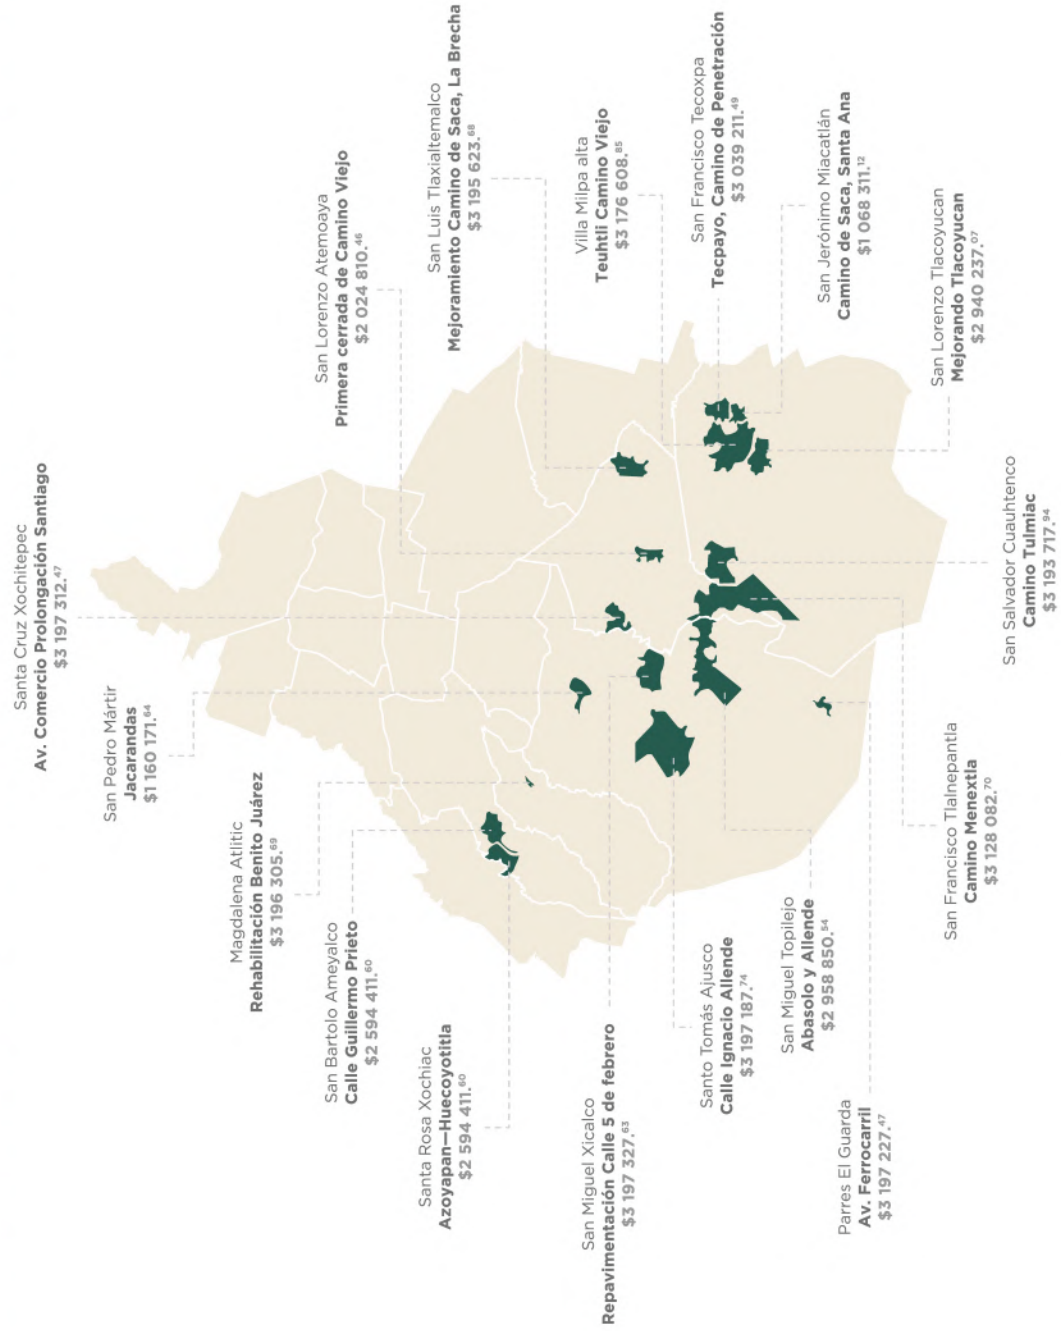 Santa Cruz Xochitepec
Av. Comercio Prolongación Santiago
$3 197 312.47
San Pedro Mártir
Jacarandas
$1 160 171.64
Magdalena Atlitic
Rehabilitación Benito Juárez
$3 196 305.69
San Bartolo Ameyalco
Calle Guillermo Prieto
$2 594 411.60
Santa Rosa Xochiac
Azoyapan—Huecoyotitla
$2 594 411.60
San Miguel Xicalco
Repavimentación Calle 5 de febrero
$3 197 327.63
Santo Tomás Ajusco
Calle Ignacio Allende
$3 197 187.74
San Miguel Topilejo
Abasolo y Allende
$2 958 850.54
Parres El Guarda
Av. Ferrocarril
$3 197 227.47
San Lorenzo Atemoaya
Primera cerrada de Camino Viejo
$2 024 810.46
San Luis Tlaxialtemalco
Mejoramiento Camino de Saca, La Brecha
$3 195 623.68
Villa Milpa alta
Teuhtli Camino Viejo
$3 176 608.85
San Francisco Tecoxpa
Tecpayo, Camino de Penetración
$3 039 211.49
San Jerónimo Miacatlán
Camino de Saca, Santa Ana
$1 068 311.12
San Lorenzo Tlacoyucan
Mejorando Tlacoyucan
$2 940 237.07
San Salvador Cuauhtenco
Camino Tulmiac
$3 193 717.94
San Francisco Tlalnepantla
Camino Menextla
$3 128 082.70